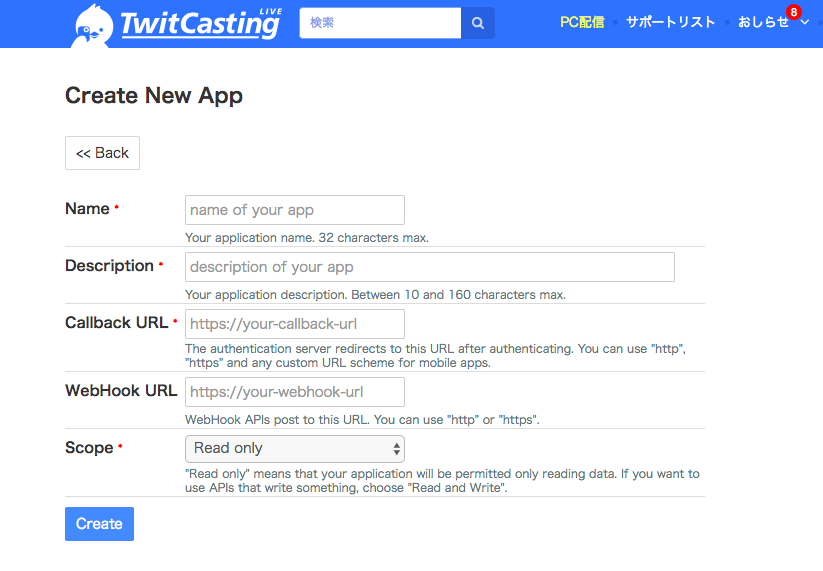 TwitCasting LIVE
検索
PC配信 サポートリスト おしらせ 8
Create New App
<< Back
Name * name of your app
Your application name. 32 characters max.
Description * description of your app
Your application description. Between 10 and 160 characters max.
Callback URL * https://your-callback-url
The authentication server redirects to this URL after authenticating. You can use "http",
"https" and any custom URL scheme for mobile apps.
WebHook URL https://your-webhook-url
WebHook APIs post to this URL. You can use "http" or "https".
Scope * Read only
"Read only" means that your application will be permitted only reading data. If you want to
use APIs that write something, choose "Read and Write".
Create